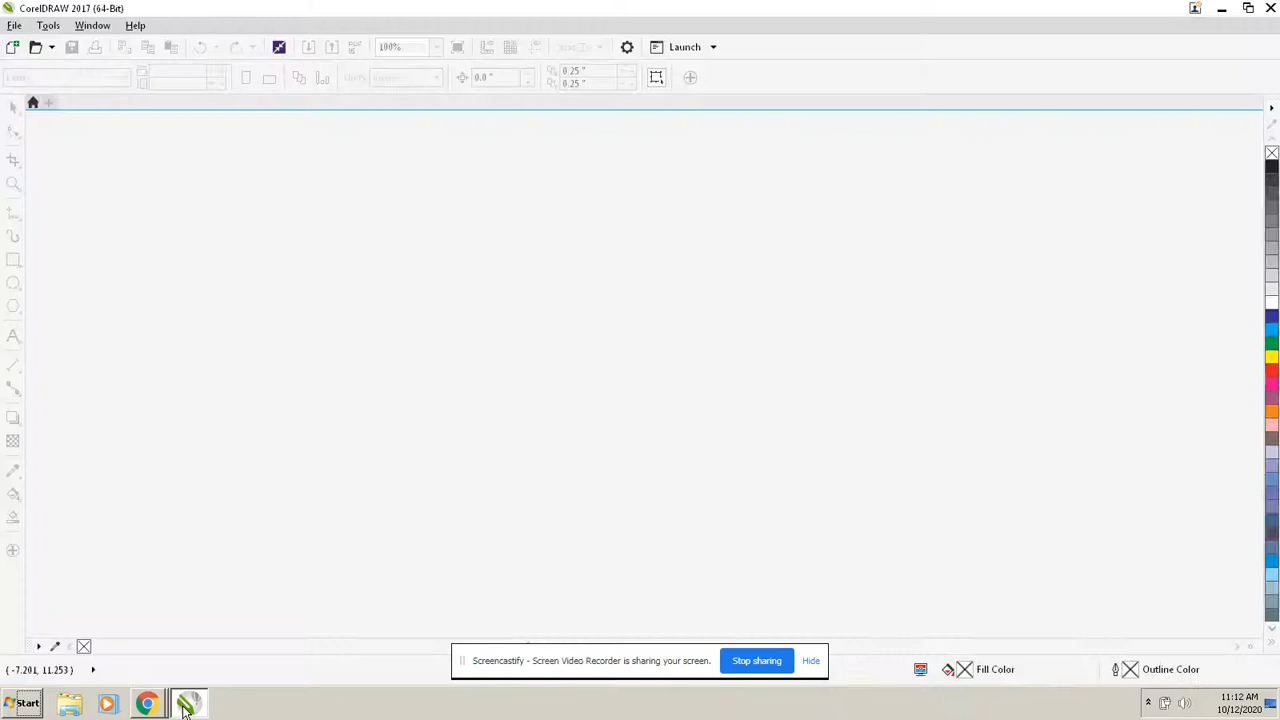 CorelDRAW 2017 (64-Bit)
File Tools Window Help
100% Launch
0.0 " 0.25 "
0.25 "
( -7.201, 11.253 )
Screencastify - Screen Video Recorder is sharing your screen. Stop sharing Hide
Fill Color Outline Color
Start
11:12 AM
10/12/2020